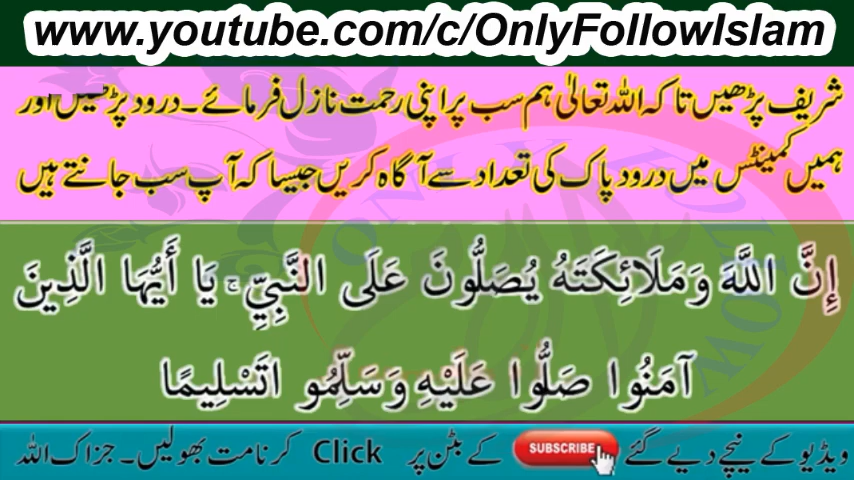 www.youtube.com/c/OnlyFollowIslam
شریف پڑھیں تاکہ اللہ تعالیٰ ہم سب پر اپنی رحمت نازل فرمائے۔ درود پڑھیں اور
ہمیں کمینٹس میں درود پاک کی تعداد سے آگاہ کریں جیسا کہ آپ سب جانتے ہیں
إِنَّ اللَّهَ وَمَلَائِكَتَهُ يُصَلُّونَ عَلَى النَّبِيِّ ۚ يَا أَيُّهَا الَّذِينَ
آمَنُوا صَلُّوا عَلَيْهِ وَسَلِّمُو اتَسْلِيمًا
ویڈیو کے نیچے دیے گئے SUBSCRIBE کے بٹن پر Click کرنا مت بھولیں۔ جزاک اللہ